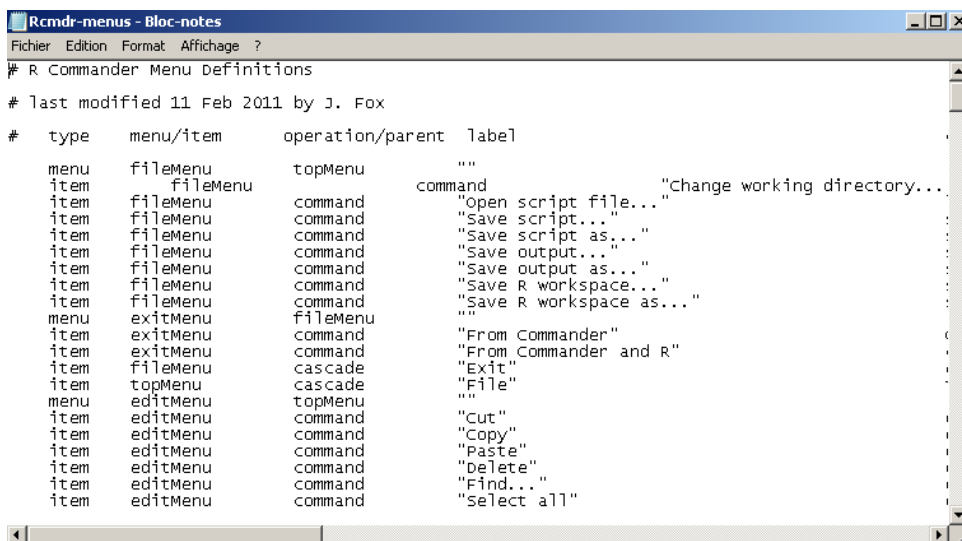 Rcmdr-menus - Bloc-notes
Fichier Edition Format Affichage ?
# R Commander Menu Definitions
# last modified 11 Feb 2011 by J. Fox
# type menu/item operation/parent label
menu fileMenu topMenu ""
item fileMenu command "Change working directory...
item fileMenu command "Open script file..."
item fileMenu command "Save script..."
item fileMenu command "Save script as..."
item fileMenu command "Save output..."
item fileMenu command "Save output as..."
item fileMenu command "Save R workspace..."
item fileMenu command "Save R workspace as..."
menu exitMenu fileMenu ""
item exitMenu command "From Commander"
item exitMenu command "From Commander and R"
item fileMenu cascade "Exit"
item topMenu cascade "File"
menu editMenu topMenu ""
item editMenu command "Cut"
item editMenu command "Copy"
item editMenu command "Paste"
item editMenu command "Delete"
item editMenu command "Find..."
item editMenu command "Select all"